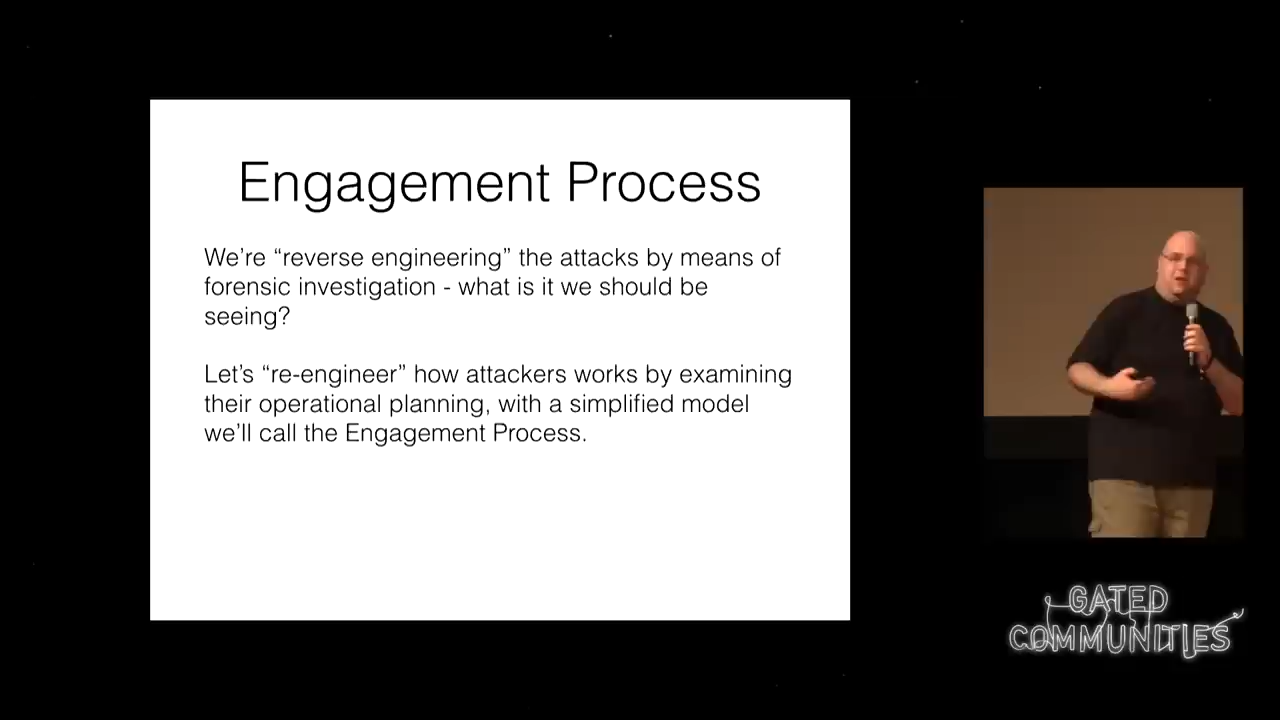 Engagement Process
We’re “reverse engineering” the attacks by means of
forensic investigation - what is it we should be
seeing?
Let’s “re-engineer” how attackers works by examining
their operational planning, with a simplified model
we’ll call the Engagement Process.
GATED
COMMUNITIES